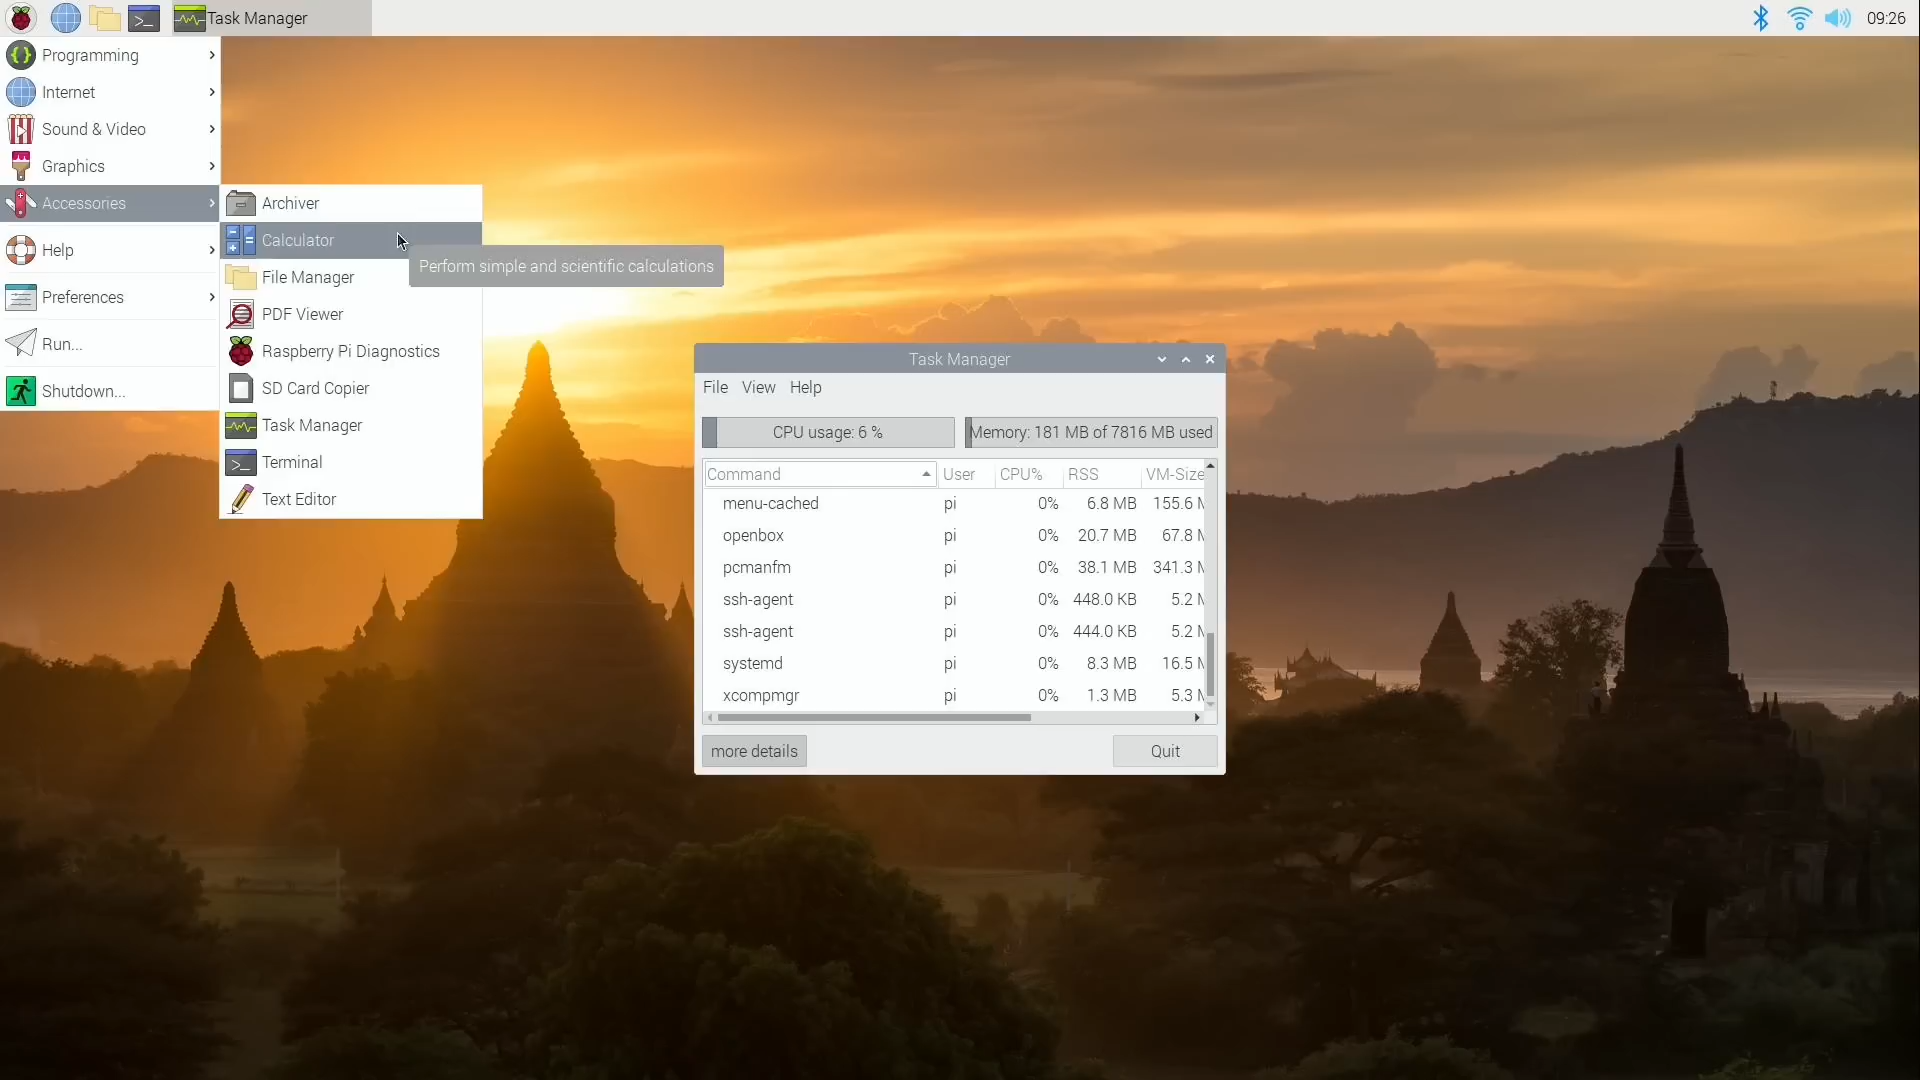 Task Manager
09:26
Programming
Internet
Sound & Video
Graphics
Accessories
Help
Preferences
Run...
Shutdown...
Archiver
Calculator
File Manager
PDF Viewer
Raspberry Pi Diagnostics
SD Card Copier
Task Manager
Terminal
Text Editor
Perform simple and scientific calculations
Task Manager
File View Help
CPU usage: 6 % Memory: 181 MB of 7816 MB used
Command User CPU% RSS VM-Size
menu-cached pi 0% 6.8 MB 155.6 M
openbox pi 0% 20.7 MB 67.8 M
pcmanfm pi 0% 38.1 MB 341.3 M
ssh-agent pi 0% 448.0 KB 5.2 M
ssh-agent pi 0% 444.0 KB 5.2 M
systemd pi 0% 8.3 MB 16.5 M
xcompmgr pi 0% 1.3 MB 5.3 M
more details Quit